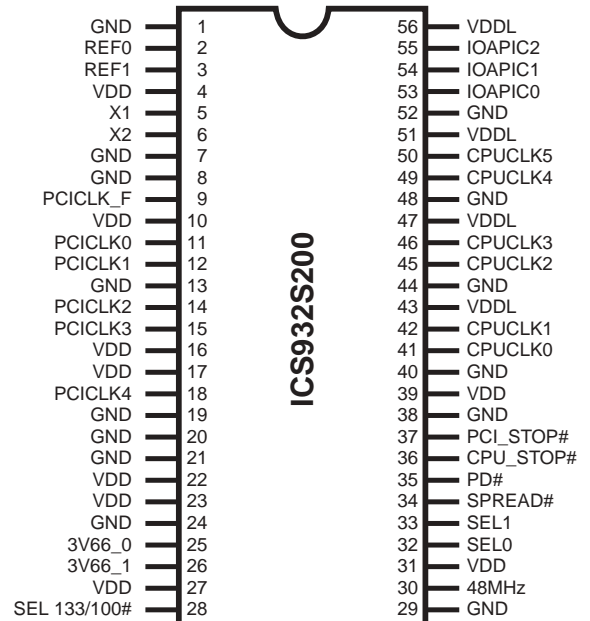 GND 1 56 VDDL
REF0 2 55 IOAPIC2
REF1 3 54 IOAPIC1
VDD 4 53 IOAPIC0
X1 5 52 GND
X2 6 51 VDDL
GND 7 50 CPUCLK5
GND 8 49 CPUCLK4
PCICLK_F 9 48 GND
VDD 10 47 VDDL
PCICLK0 11 46 CPUCLK3
PCICLK1 12 45 CPUCLK2
GND 13 44 GND
PCICLK2 14 43 VDDL
PCICLK3 15 42 CPUCLK1
VDD 16 41 CPUCLK0
VDD 17 40 GND
PCICLK4 18 39 VDD
GND 19 38 GND
GND 20 37 PCI_STOP#
GND 21 36 CPU_STOP#
VDD 22 35 PD#
VDD 23 34 SPREAD#
GND 24 33 SEL1
3V66_0 25 32 SEL0
3V66_1 26 31 VDD
VDD 27 30 48MHz
SEL 133/100# 28 29 GND
ICS932S200